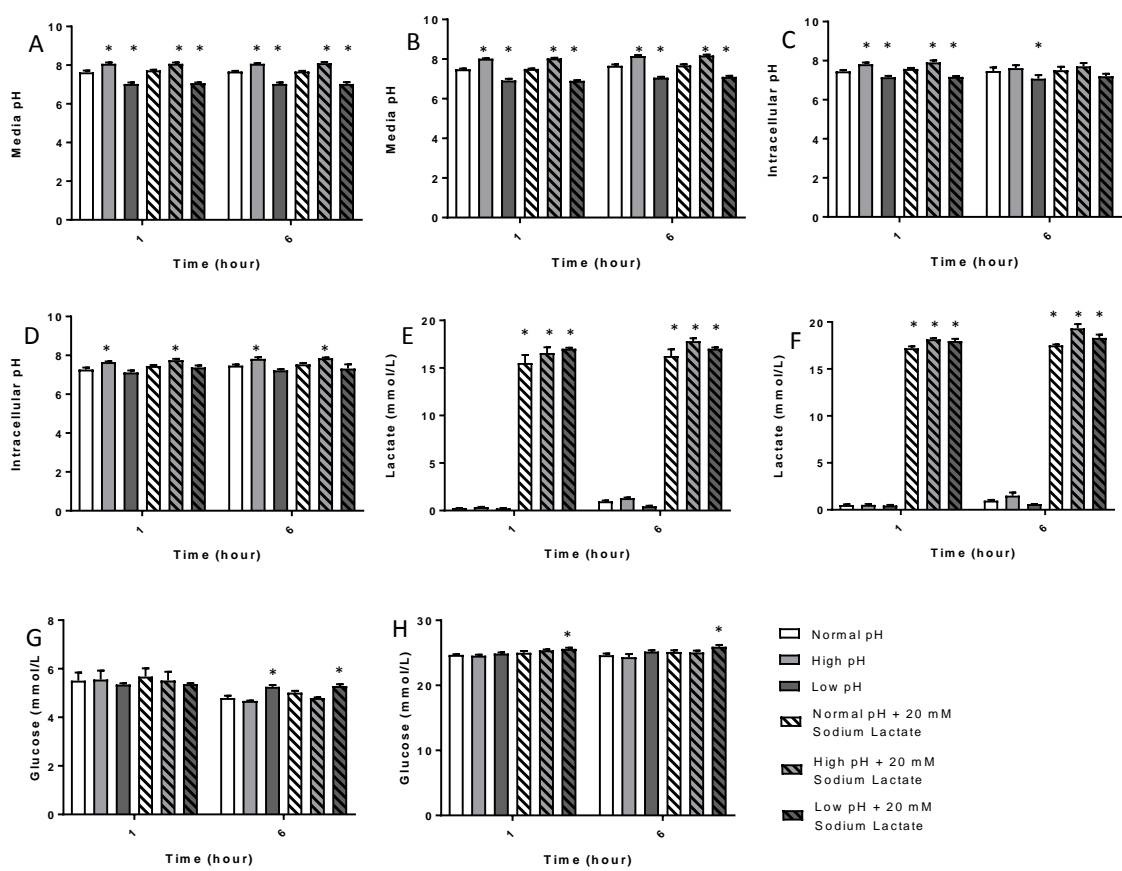 A
Media pH
10
8
6
4
2
0
* * * *
* * * *
1
6
Time (hour)
B
Media pH
10
8
6
4
2
0
* * * *
* * * *
1
6
Time (hour)
C
Intracellular pH
10
8
6
4
2
0
* * * *
*
1
6
Time (hour)
D
Intracellular pH
10
8
6
4
2
0
* *
* *
1
6
Time (hour)
E
Lactate (mmol/L)
20
15
10
5
0
* * *
* * *
1
6
Time (hour)
F
Lactate (mmol/L)
20
15
10
5
0
* * *
* * *
1
6
Time (hour)
G
Glucose (mmol/L)
8
6
4
2
0
* *
1
6
Time (hour)
H
Glucose (mmol/L)
30
20
10
0
*
*
1
6
Time (hour)
Normal pH
High pH
Low pH
Normal pH + 20 mM
Sodium Lactate
High pH + 20 mM
Sodium Lactate
Low pH + 20 mM
Sodium Lactate